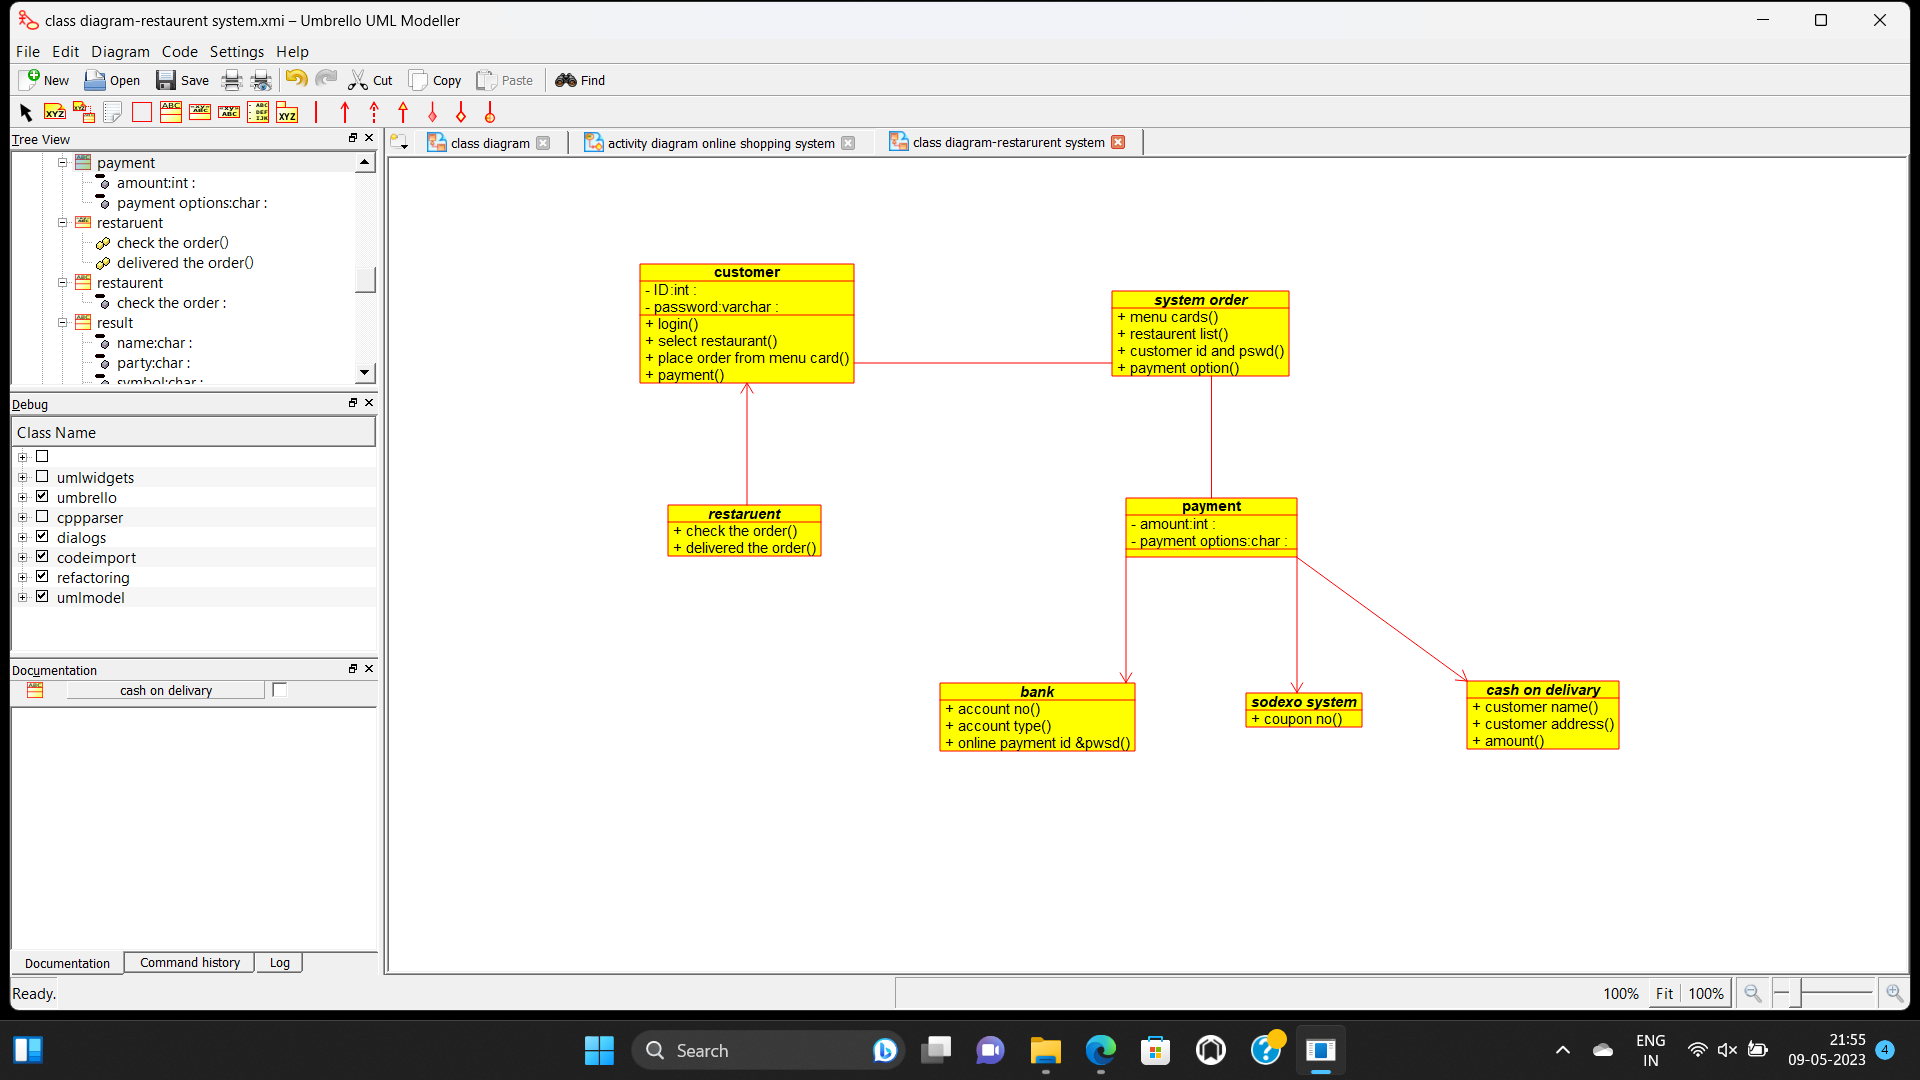 class diagram-restaurent system.xmi – Umbrello UML Modeller
File Edit Diagram Code Settings Help
New Open Save Cut Copy Paste Find
Tree View
payment
amount:int :
payment options:char :
restaruent
check the order()
delivered the order()
restaurent
check the order :
result
name:char :
party:char :
symbol:char :
Debug
Class Name
umlwidgets
umbrello
cppparser
dialogs
codeimport
refactoring
umlmodel
Documentation
cash on delivary
Documentation Command history Log
class diagram
activity diagram online shopping system
class diagram-restarurent system
customer
- ID:int :
- password:varchar :
+ login()
+ select restaurant()
+ place order from menu card()
+ payment()
system order
+ menu cards()
+ restaurent list()
+ customer id and pswd()
+ payment option()
restaruent
+ check the order()
+ delivered the order()
payment
- amount:int :
- payment options:char :
bank
+ account no()
+ account type()
+ online payment id &pwsd()
sodexo system
+ coupon no()
cash on delivary
+ customer name()
+ customer address()
+ amount()
Ready.
100% Fit 100%
Search
ENG
IN
21:55
09-05-2023
4